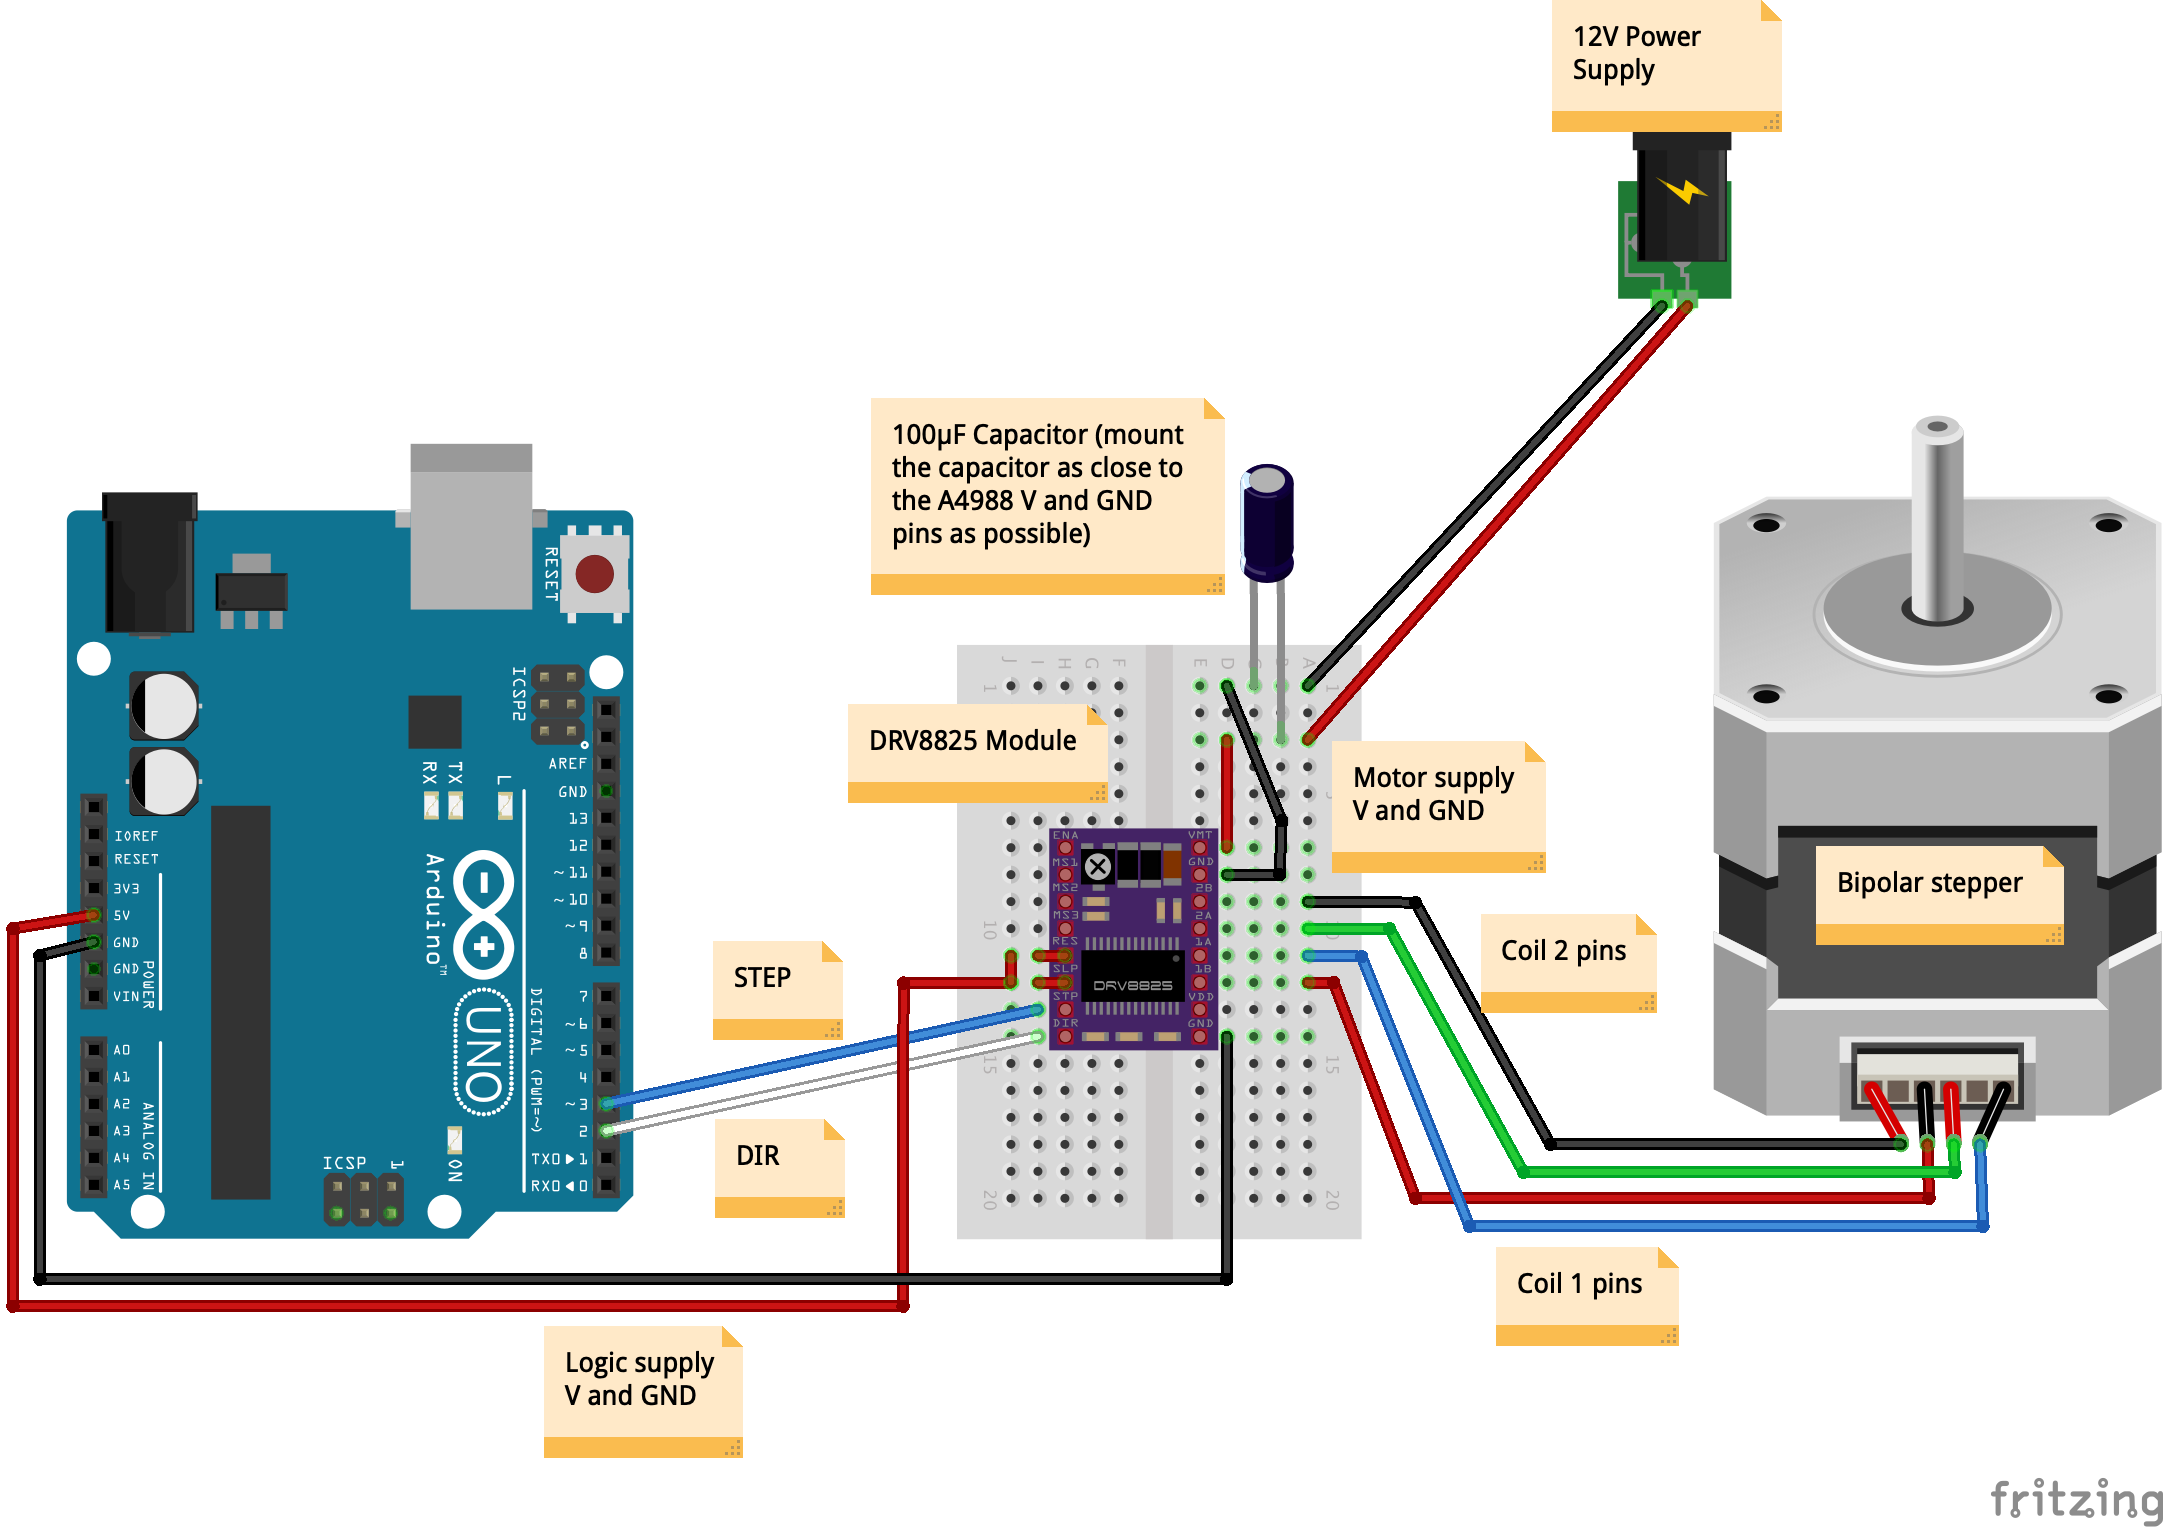 12V Power
Supply
100µF Capacitor (mount
the capacitor as close to
the A4988 V and GND
pins as possible)
DRV8825 Module
Motor supply
V and GND
Bipolar stepper
Coil 2 pins
STEP
DIR
Coil 1 pins
Logic supply
V and GND
RESET
ICSP2
AREF
GND
13
12
~11
~10
~9
8
7
~6
~5
4
~3
2
TX0▶1
RX0◀0
RX
TX
L
IOREF
RESET
3V3
5V
GND
GND
VIN
POWER
A0
A1
A2
A3
A4
A5
ANALOG IN
Arduino™
UNO
DIGITAL (PWM=~)
ICSP
1
ON
J I H G F E D A
1
1
10
15
15
20
20
ENA
MS1
MS2
MS3
RES
SLP
STP
DIR
VMT
GND
2B
2A
1A
1B
VDD
GND
DRV8825
fritzing